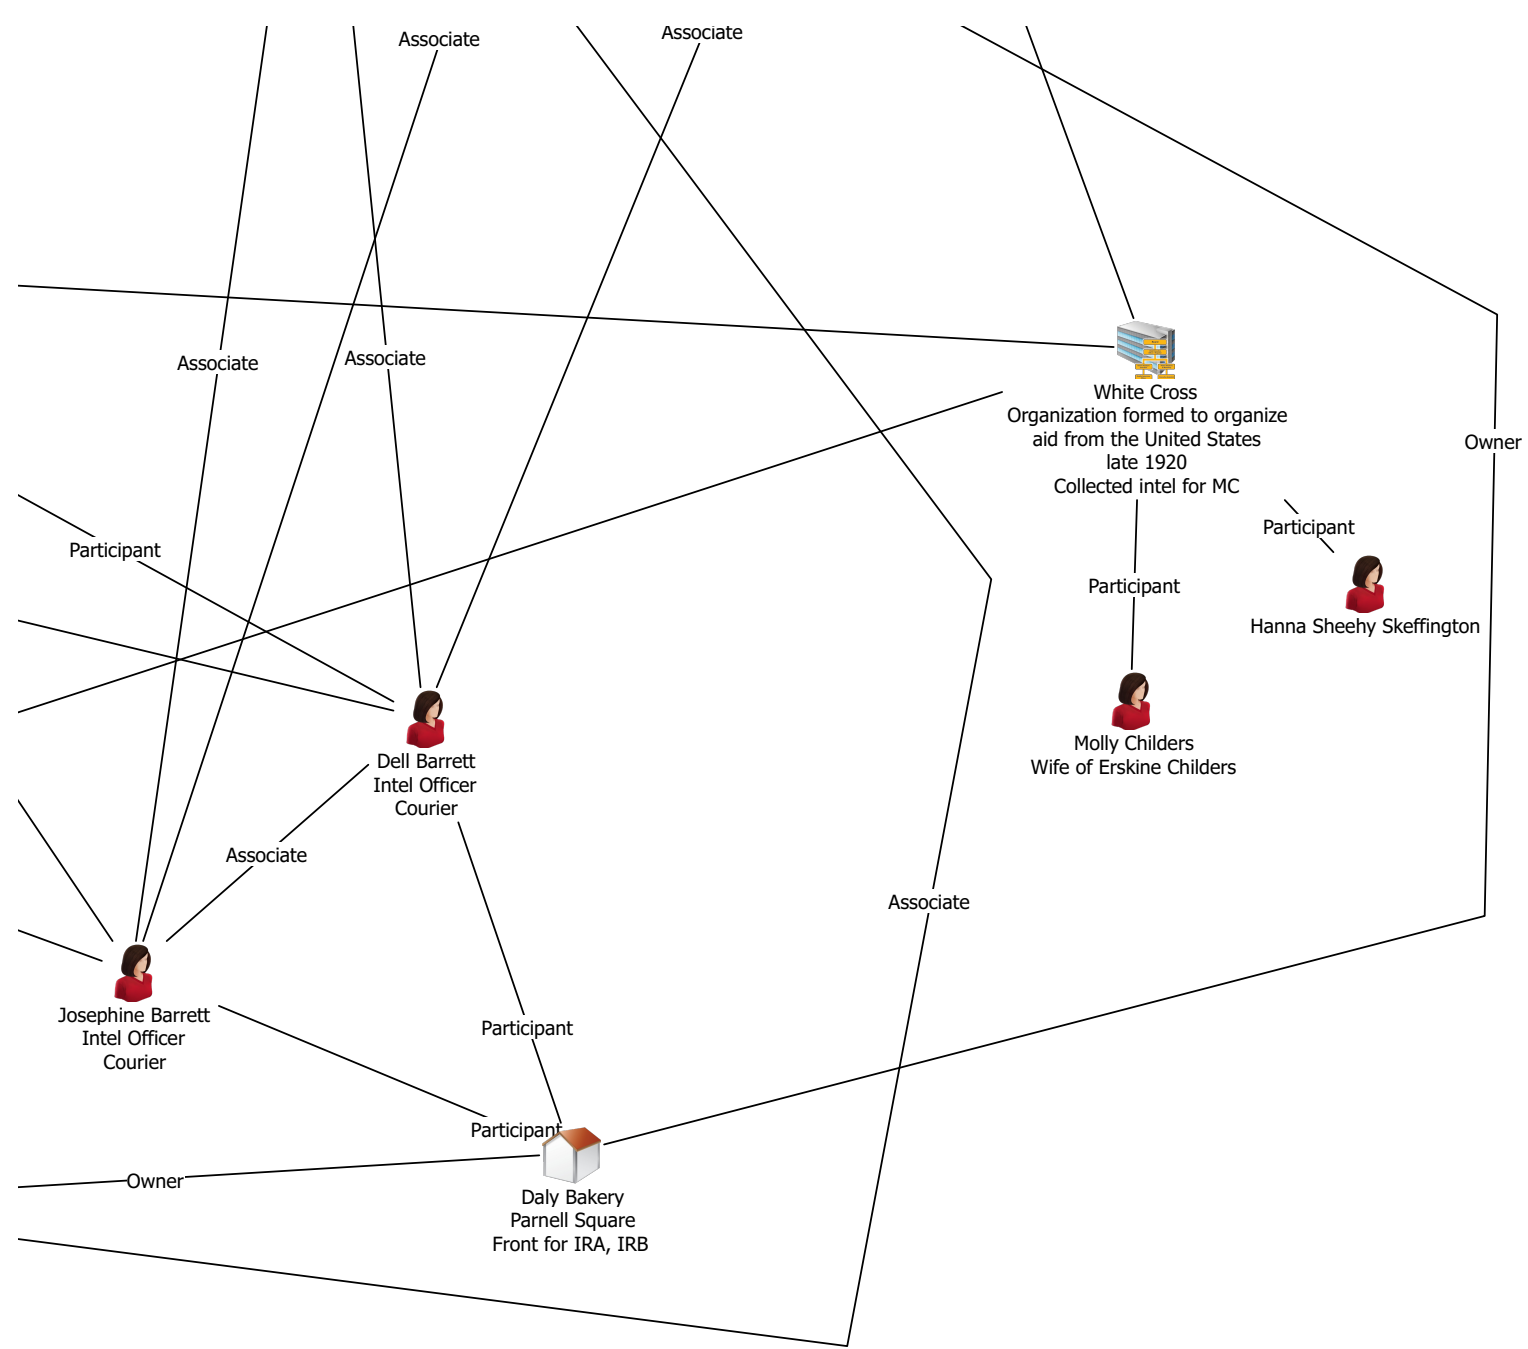 Associate
Associate
Associate
Associate
White Cross
Organization formed to organize
aid from the United States
late 1920
Collected intel for MC
Owner
Participant
Participant
Participant
Hanna Sheehy Skeffington
Molly Childers
Wife of Erskine Childers
Dell Barrett
Intel Officer
Courier
Associate
Associate
Josephine Barrett
Intel Officer
Courier
Participant
Participant
Owner
Daly Bakery
Parnell Square
Front for IRA, IRB